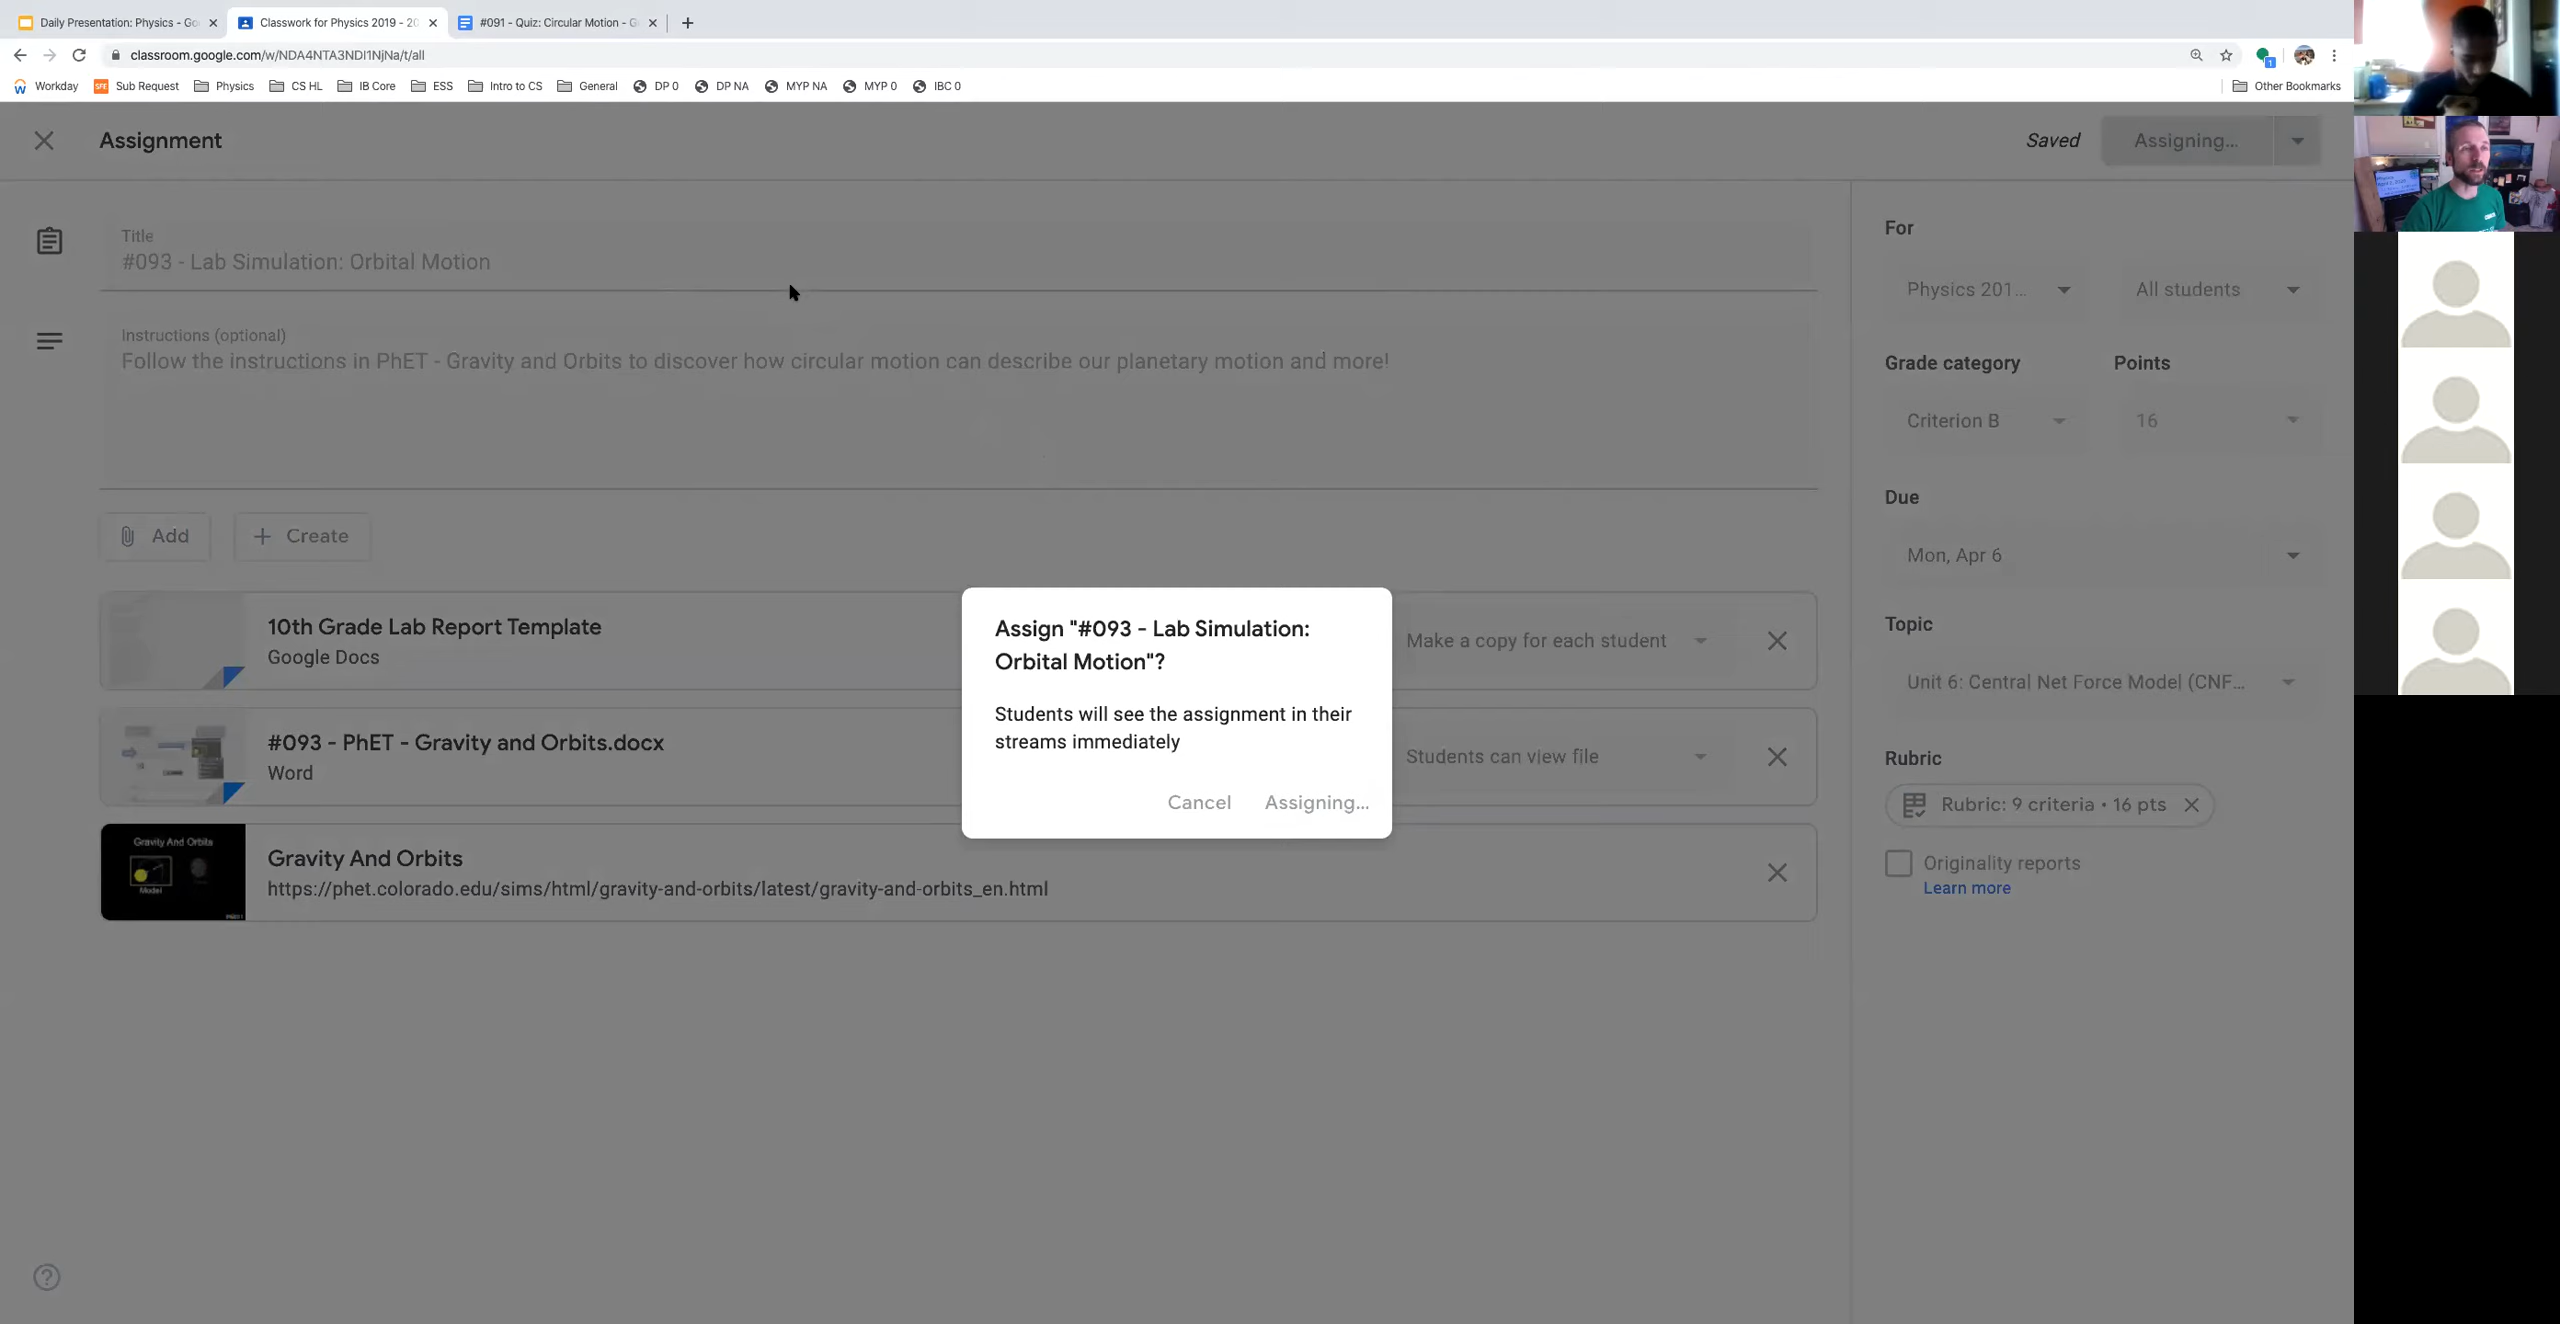 Daily Presentation: Physics - Go
Classwork for Physics 2019 - 20
#091 - Quiz: Circular Motion - G
classroom.google.com/w/NDA4NTA3NDI1NjNa/t/all
Workday
Sub Request
Physics
CS HL
IB Core
ESS
Intro to CS
General
DP 0
DP NA
MYP NA
MYP 0
IBC 0
Other Bookmarks
Assignment
Saved
Assigning...
Title
#093 - Lab Simulation: Orbital Motion
Instructions (optional)
Follow the instructions in PhET - Gravity and Orbits to discover how circular motion can describe our planetary motion and more!
Add
Create
10th Grade Lab Report Template
Google Docs
Make a copy for each student
#093 - PhET - Gravity and Orbits.docx
Word
Students can view file
Gravity And Orbits
Model
Gravity And Orbits
https://phet.colorado.edu/sims/html/gravity-and-orbits/latest/gravity-and-orbits_en.html
Assign "#093 - Lab Simulation:
Orbital Motion"?
Students will see the assignment in their
streams immediately
Cancel
Assigning...
For
Physics 201...
All students
Grade category
Points
Criterion B
16
Due
Mon, Apr 6
Topic
Unit 6: Central Net Force Model (CNF...
Rubric
Rubric: 9 criteria • 16 pts
Originality reports
Learn more